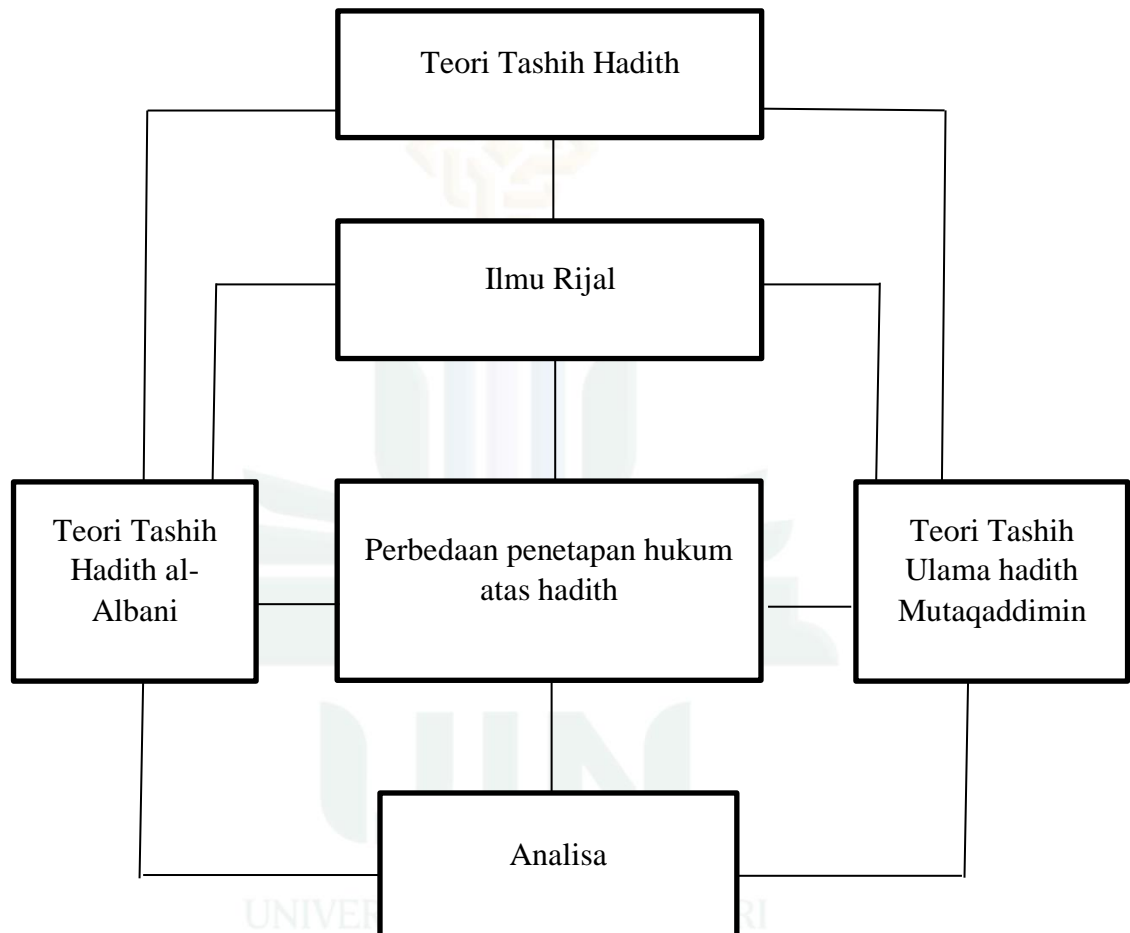 Teori Tashih Hadith
Ilmu Rijal
Teori Tashih
Hadith al-
Albani
Perbedaan penetapan hukum
atas hadith
Teori Tashih
Ulama hadith
Mutaqaddimin
Analisa